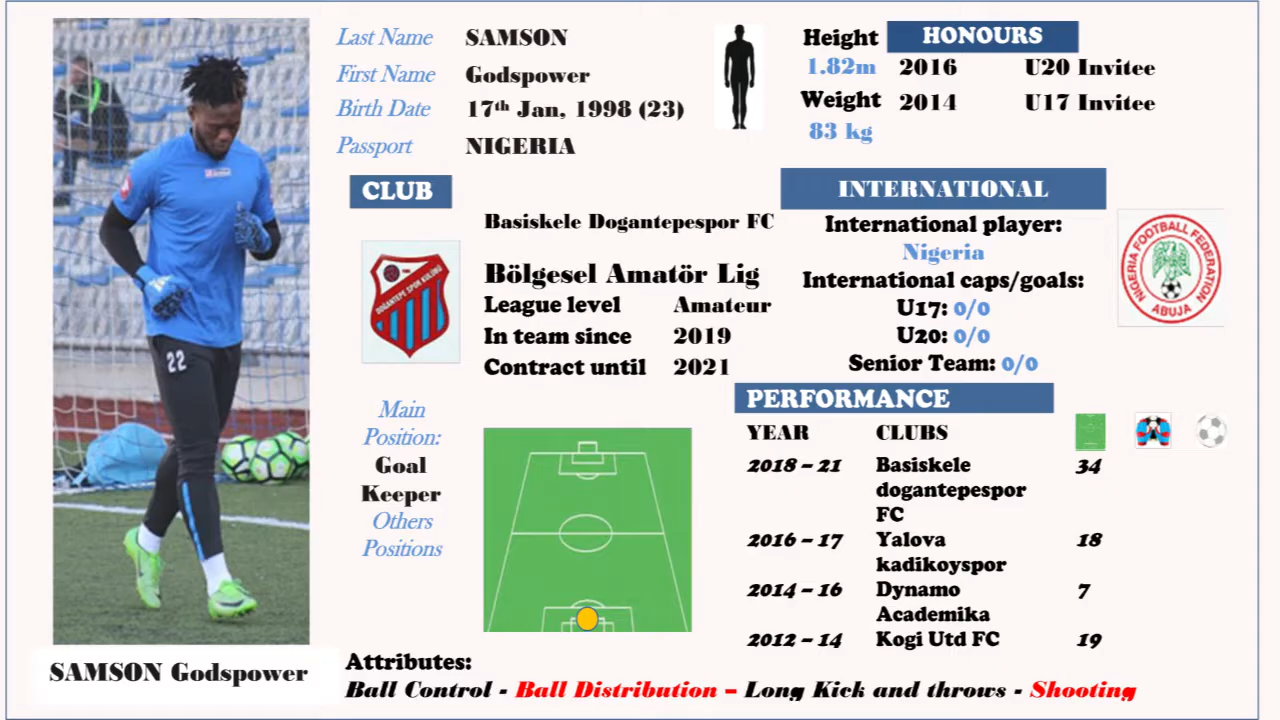 Last Name SAMSON
First Name Godspower
Birth Date 17th Jan, 1998 (23)
Passport NIGERIA
Height
1.82m
Weight
83 kg
HONOURS
2016 U20 Invitee
2014 U17 Invitee
CLUB
Basiskele Dogantepespor FC
DOGANTEPE SPOR KULÜBÜ
Bölgesel Amatör Lig
League level Amateur
In team since 2019
Contract until 2021
INTERNATIONAL
International player:
Nigeria
International caps/goals:
U17: 0/0
U20: 0/0
Senior Team: 0/0
NIGERIA FOOTBALL FEDERATION
ABUJA
22
Main
Position:
Goal
Keeper
Others
Positions
PERFORMANCE
YEAR CLUBS
2018 – 21 Basiskele 34
dogantepespor
FC
2016 – 17 Yalova 18
kadikoyspor
2014 – 16 Dynamo 7
Academika
2012 – 14 Kogi Utd FC 19
SAMSON Godspower
Attributes:
Ball Control - Ball Distribution – Long Kick and throws - Shooting